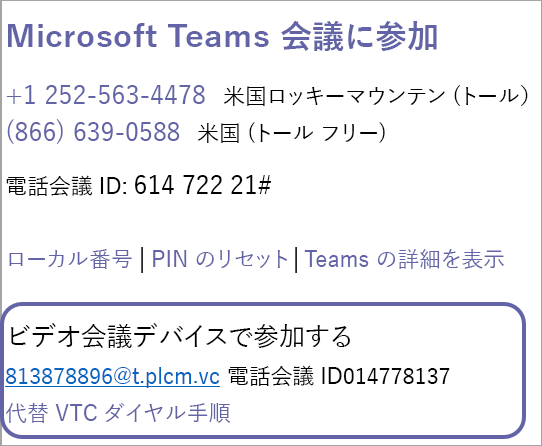 Microsoft Teams 会議に参加
+1 252-563-4478 米国ロッキーマウンテン (トール)
(866) 639-0588 米国 (トール フリー)
電話会議 ID: 614 722 21#
ローカル番号 | PIN のリセット | Teams の詳細を表示
ビデオ会議デバイスで参加する
813878896@t.plcm.vc 電話会議 ID014778137
代替 VTC ダイヤル手順